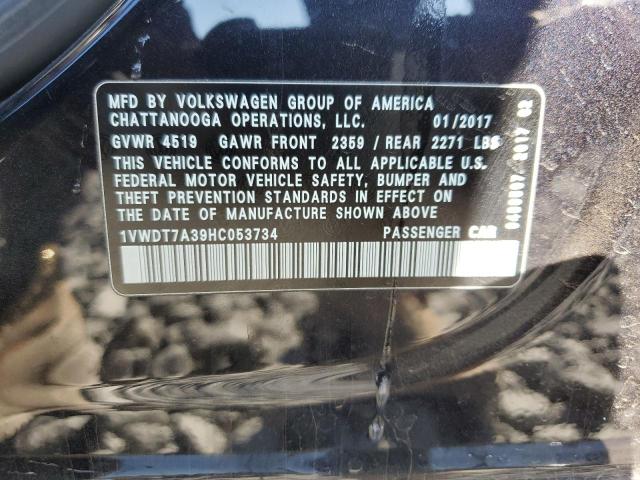 MFD BY VOLKSWAGEN GROUP OF AMERICA
CHATTANOOGA OPERATIONS, LLC. 01/2017
GVWR 4519 GAWR FRONT 2359 / REAR 2271 LBS
THIS VEHICLE CONFORMS TO ALL APPLICABLE U.S.
FEDERAL MOTOR VEHICLE SAFETY, BUMPER AND
THEFT PREVENTION STANDARDS IN EFFECT ON
THE DATE OF MANUFACTURE SHOWN ABOVE
1VWDT7A39HC053734 PASSENGER CAR
2017 02